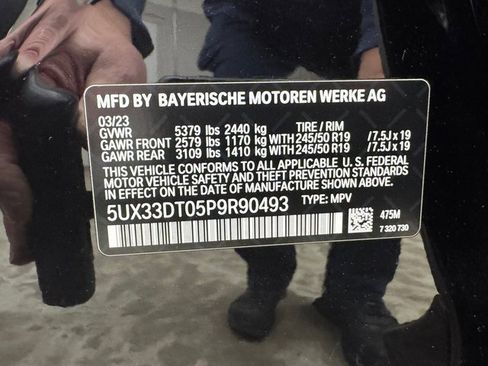 MFD BY BAYERISCHE MOTOREN WERKE AG
03/23
GVWR 5379 lbs 2440 kg TIRE / RIM
GAWR FRONT 2579 lbs 1170 kg WITH 245/50 R19 / 7.5J x 19
GAWR REAR 3109 lbs 1410 kg WITH 245/50 R19 / 7.5J x 19
THIS VEHICLE CONFORMS TO ALL APPLICABLE U. S. FEDERAL
MOTOR VEHICLE SAFETY AND THEFT PREVENTION STANDARDS
IN EFFECT ON THE DATE OF MANUFACTURE SHOWN ABOVE.
5UX33DT05P9R90493 TYPE: MPV
475M
7 320 730